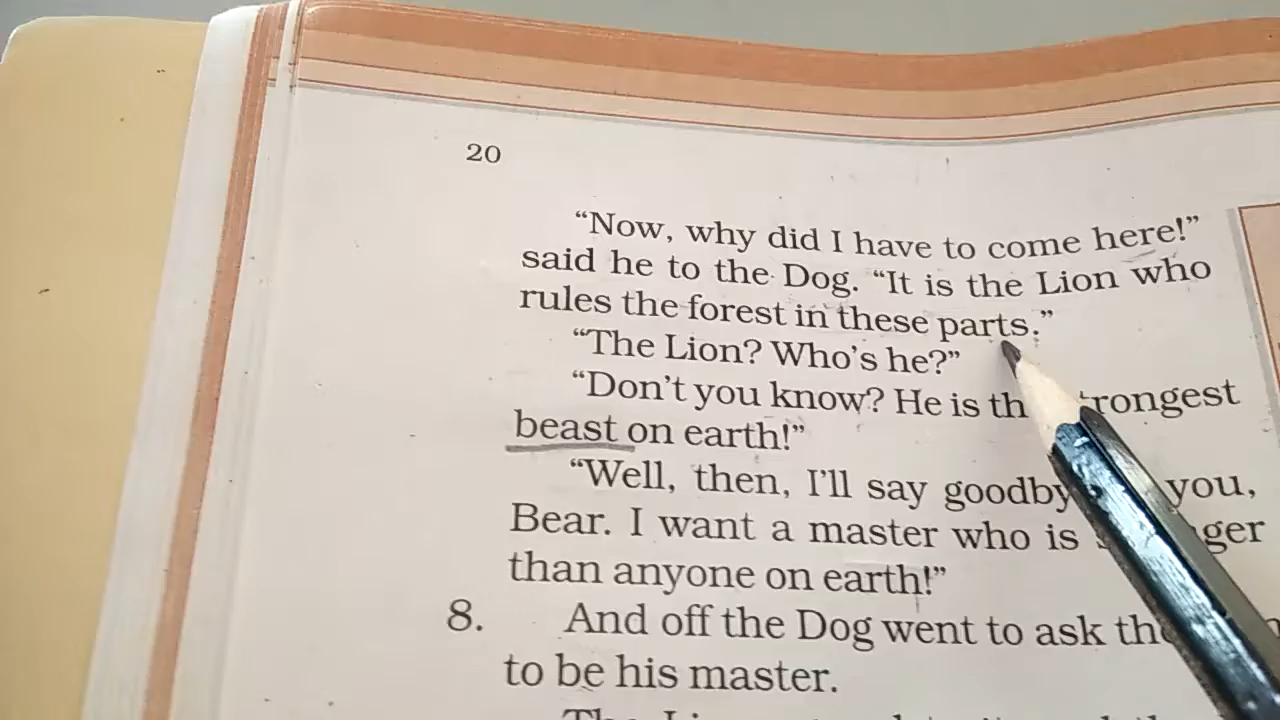 20
“Now, why did I have to come here!”
said he to the Dog. “It is the Lion who
rules the forest in these parts.”
“The Lion? Who’s he?”
“Don’t you know? He is th trongest
beast on earth!”
“Well, then, I’ll say goodby you,
Bear. I want a master who is
than anyone on earth!”
8. And off the Dog went to ask the
to be his master.